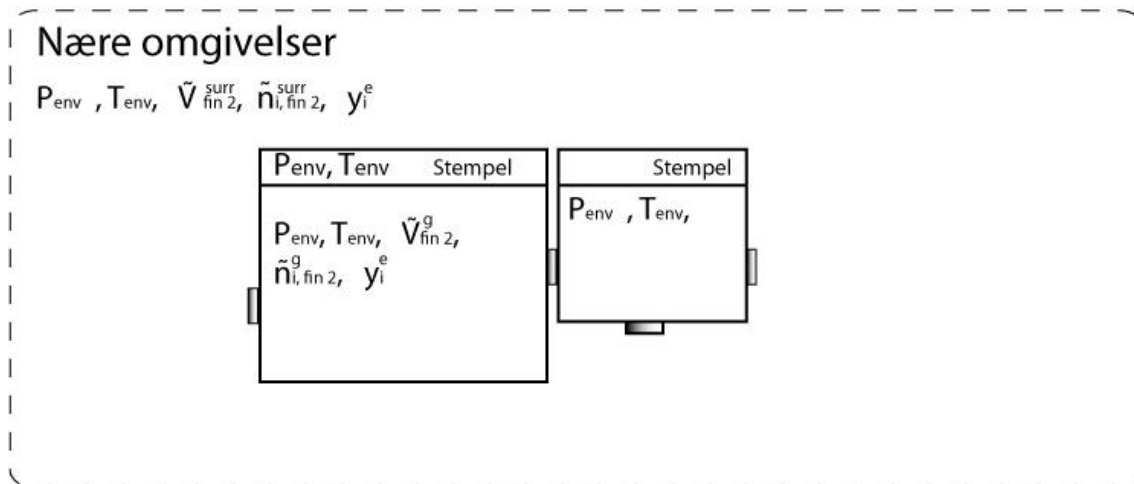 Nære omgivelser
Penv , Tenv, Ṽ surr fin 2, ñ surr i, fin 2, y e i
Penv, Tenv Stempel
Stempel
Penv, Tenv, Ṽ g fin 2,
ñ g i, fin 2, y e i
Penv , Tenv,